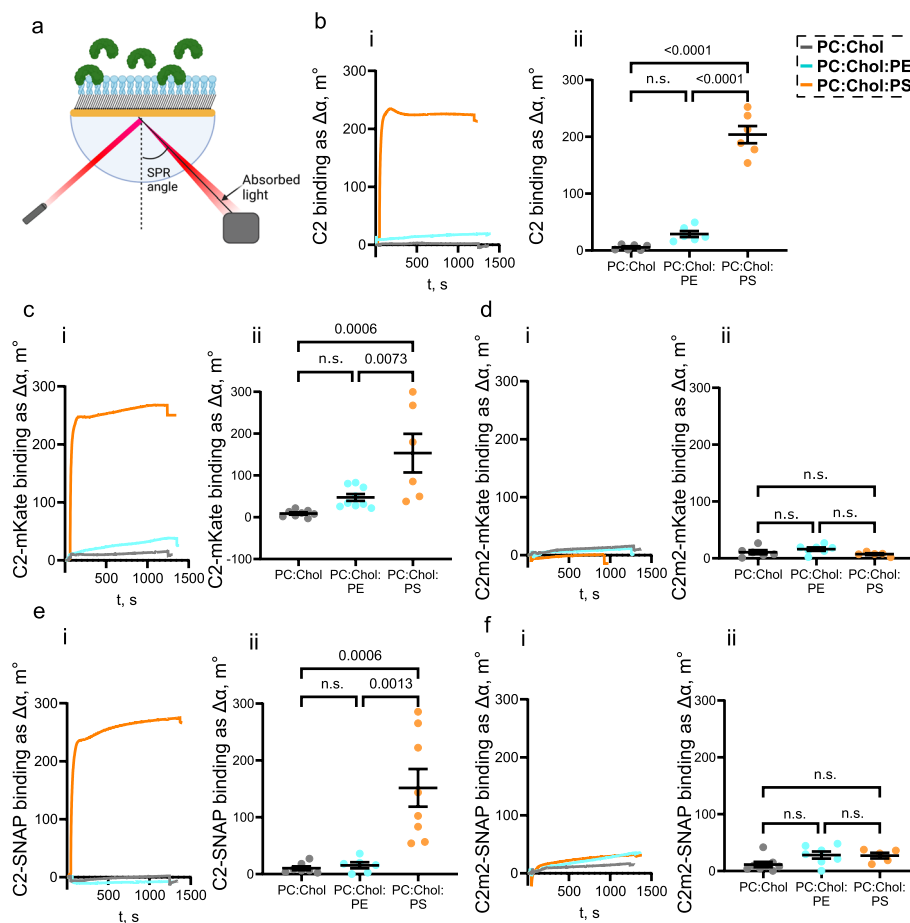 a
SPR
angle
Absorbed
light
b
i
C2 binding as Δα, m°
300
200
100
0
0
500
1000
1500
t, s
ii
C2 binding as Δα, m°
<0.0001
n.s.
<0.0001
300
200
100
0
PC:Chol
PC:Chol:
PE
PC:Chol:
PS
PC:Chol
PC:Chol:PE
PC:Chol:PS
c
i
C2-mKate binding as Δα, m°
300
200
100
0
0
500
1000
1500
t, s
ii
C2-mKate binding as Δα, m°
0.0006
n.s.
0.0073
300
200
100
0
-100
PC:Chol
PC:Chol:
PE
PC:Chol:
PS
d
i
C2m2-mKate binding as Δα, m°
300
200
100
0
500
1000
1500
t, s
ii
C2m2-mKate binding as Δα, m°
n.s.
n.s.
n.s.
300
200
100
0
PC:Chol
PC:Chol:
PE
PC:Chol:
PS
e
i
C2-SNAP binding as Δα, m°
300
200
100
0
500
1000
1500
t, s
ii
C2-SNAP binding as Δα, m°
0.0006
n.s.
0.0013
300
200
100
0
PC:Chol
PC:Chol:
PE
PC:Chol:
PS
f
i
C2m2-SNAP binding as Δα, m°
300
200
100
0
500
1000
1500
t, s
ii
C2m2-SNAP binding as Δα, m°
n.s.
n.s.
n.s.
300
200
100
0
PC:Chol
PC:Chol:
PE
PC:Chol:
PS